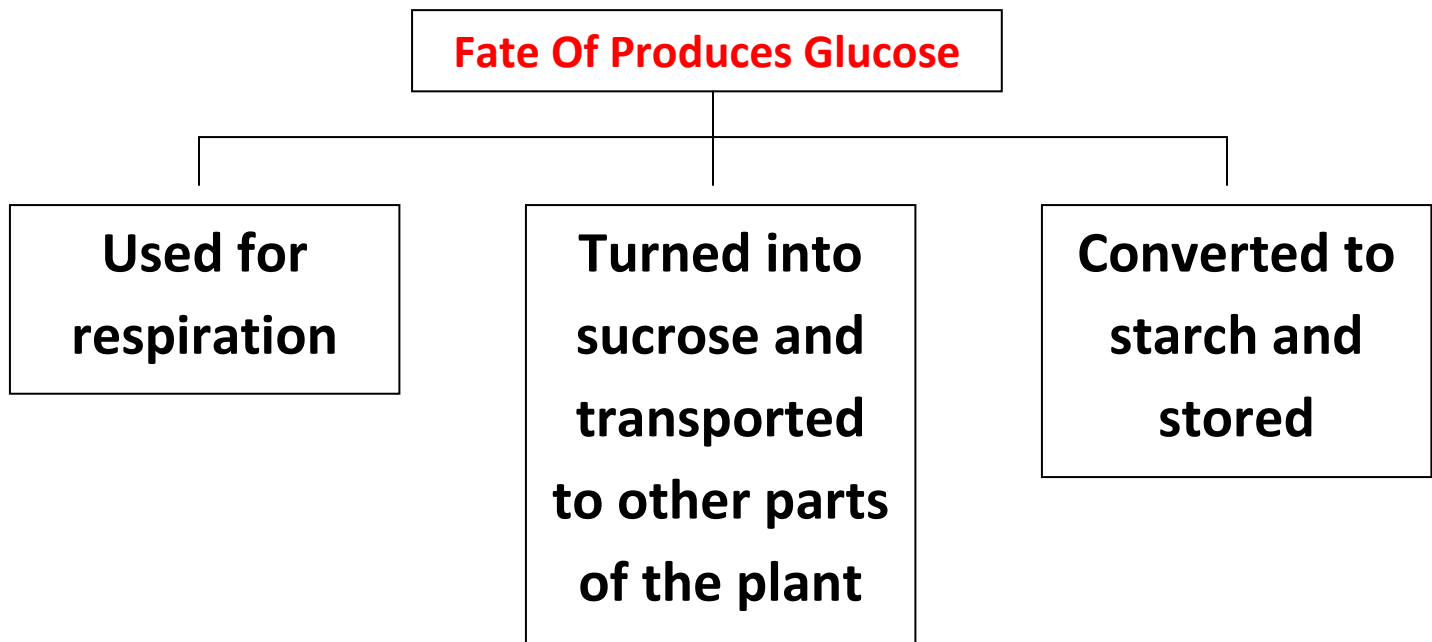 Fate Of Produces Glucose
Used for
respiration
Turned into
sucrose and
transported
to other parts
of the plant
Converted to
starch and
stored